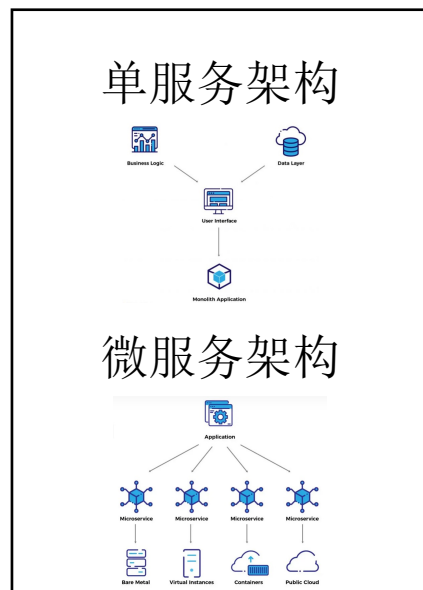 单服务架构
Business Logic
Data Layer
User Interface
Monolith Application
微服务架构
Application
Microservice Microservice Microservice Microservice
Bare Metal Virtual Instances Containers Public Cloud